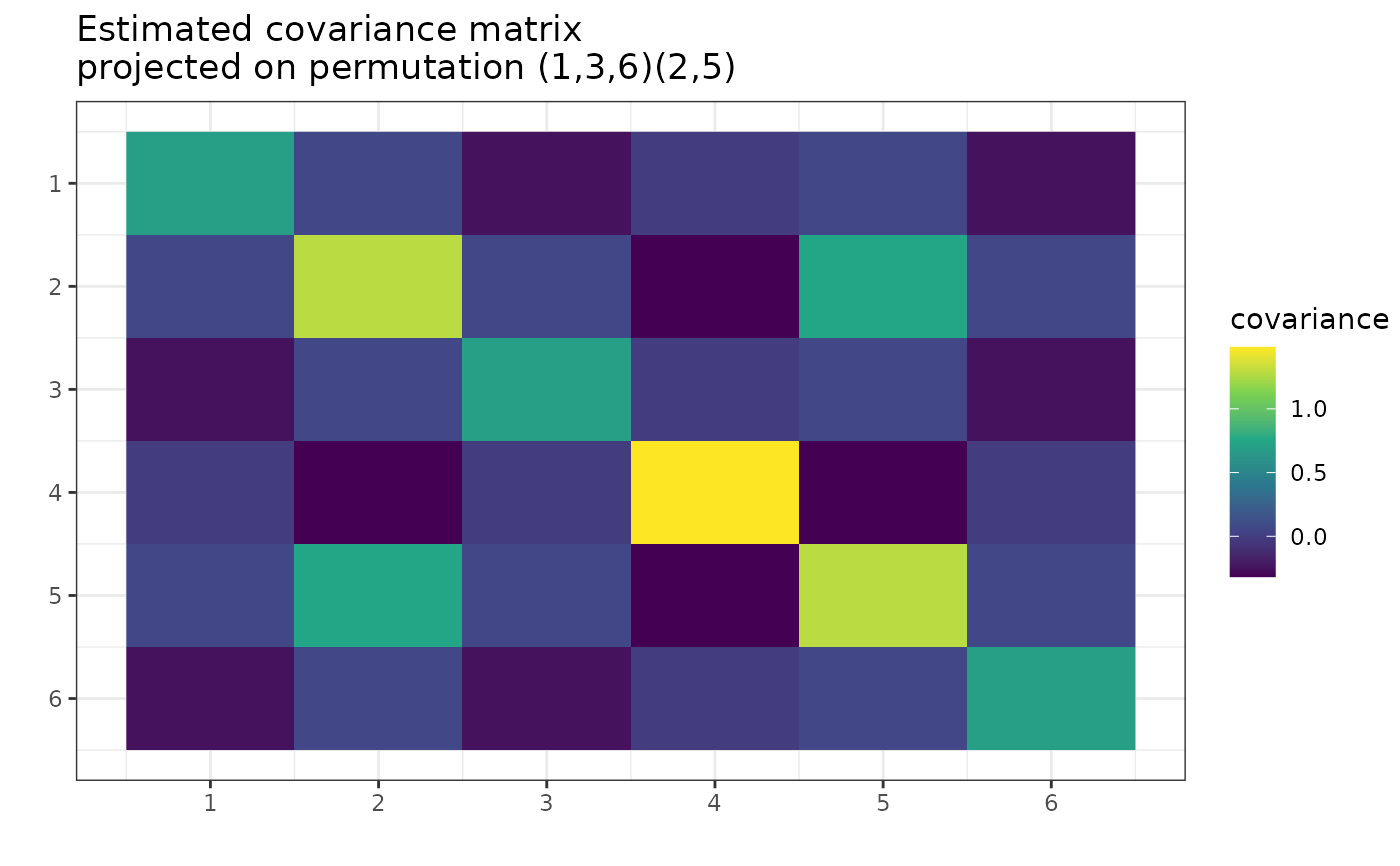 Estimated covariance matrix
projected on permutation (1,3,6)(2,5)
1
2
3
4
5
6
1 2 3 4 5 6
covariance
1.0
0.5
0.0